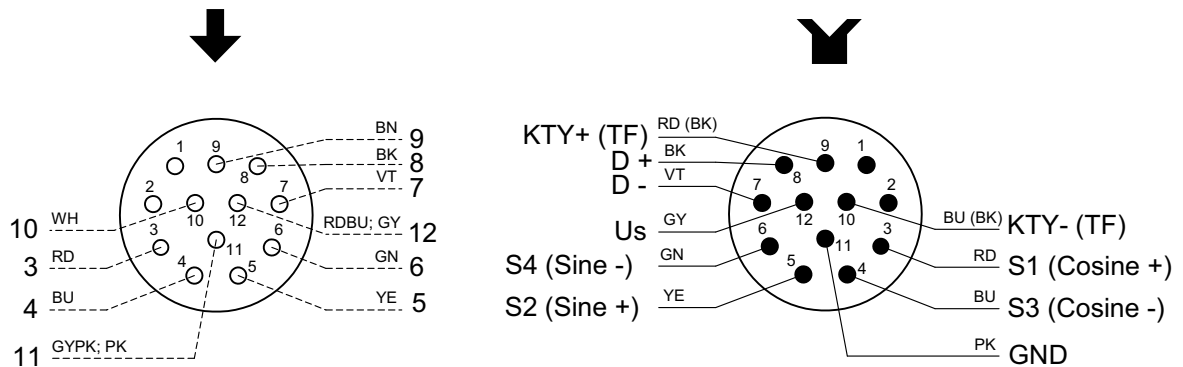 BN 9
1 9 8 BK 8
VT 7
2 7
10 WH 10 12 RDBU; GY 12
3 RD 3 11 6 GN 6
4 BU 4 5 YE 5
11 GYPK; PK
KTY+ (TF) RD (BK)
D + BK 8 9 1
D - VT 7 2
Us GY 12 10 BU (BK) KTY- (TF)
S4 (Sine -) GN 6 11 3 RD S1 (Cosine +)
S2 (Sine +) YE 5 4 BU S3 (Cosine -)
PK GND